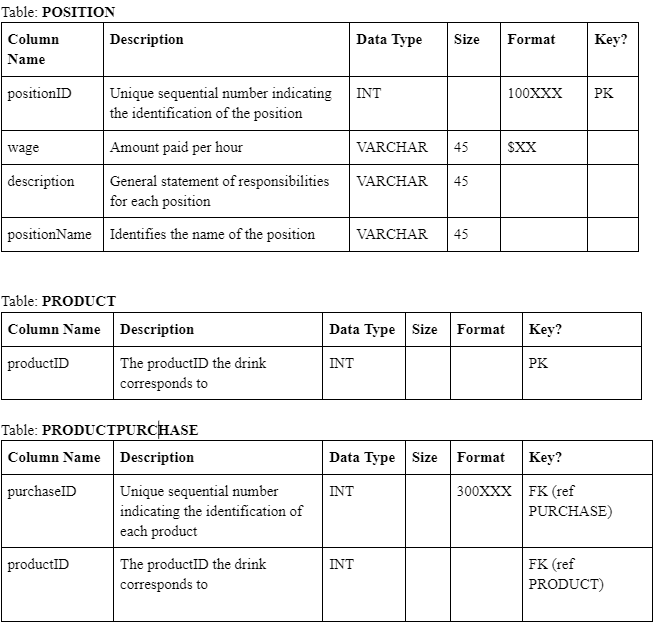 Table: POSITION
Column Name Description Data Type Size Format Key?
positionID Unique sequential number indicating the identification of the position INT 100XXX PK
wage Amount paid per hour VARCHAR 45 $XX
description General statement of responsibilities for each position VARCHAR 45
positionName Identifies the name of the position VARCHAR 45
Table: PRODUCT
Column Name Description Data Type Size Format Key?
productID The productID the drink corresponds to INT PK
Table: PRODUCTPURCHASE
Column Name Description Data Type Size Format Key?
purchaseID Unique sequential number indicating the identification of each product INT 300XXX FK (ref PURCHASE)
productID The productID the drink corresponds to INT FK (ref PRODUCT)